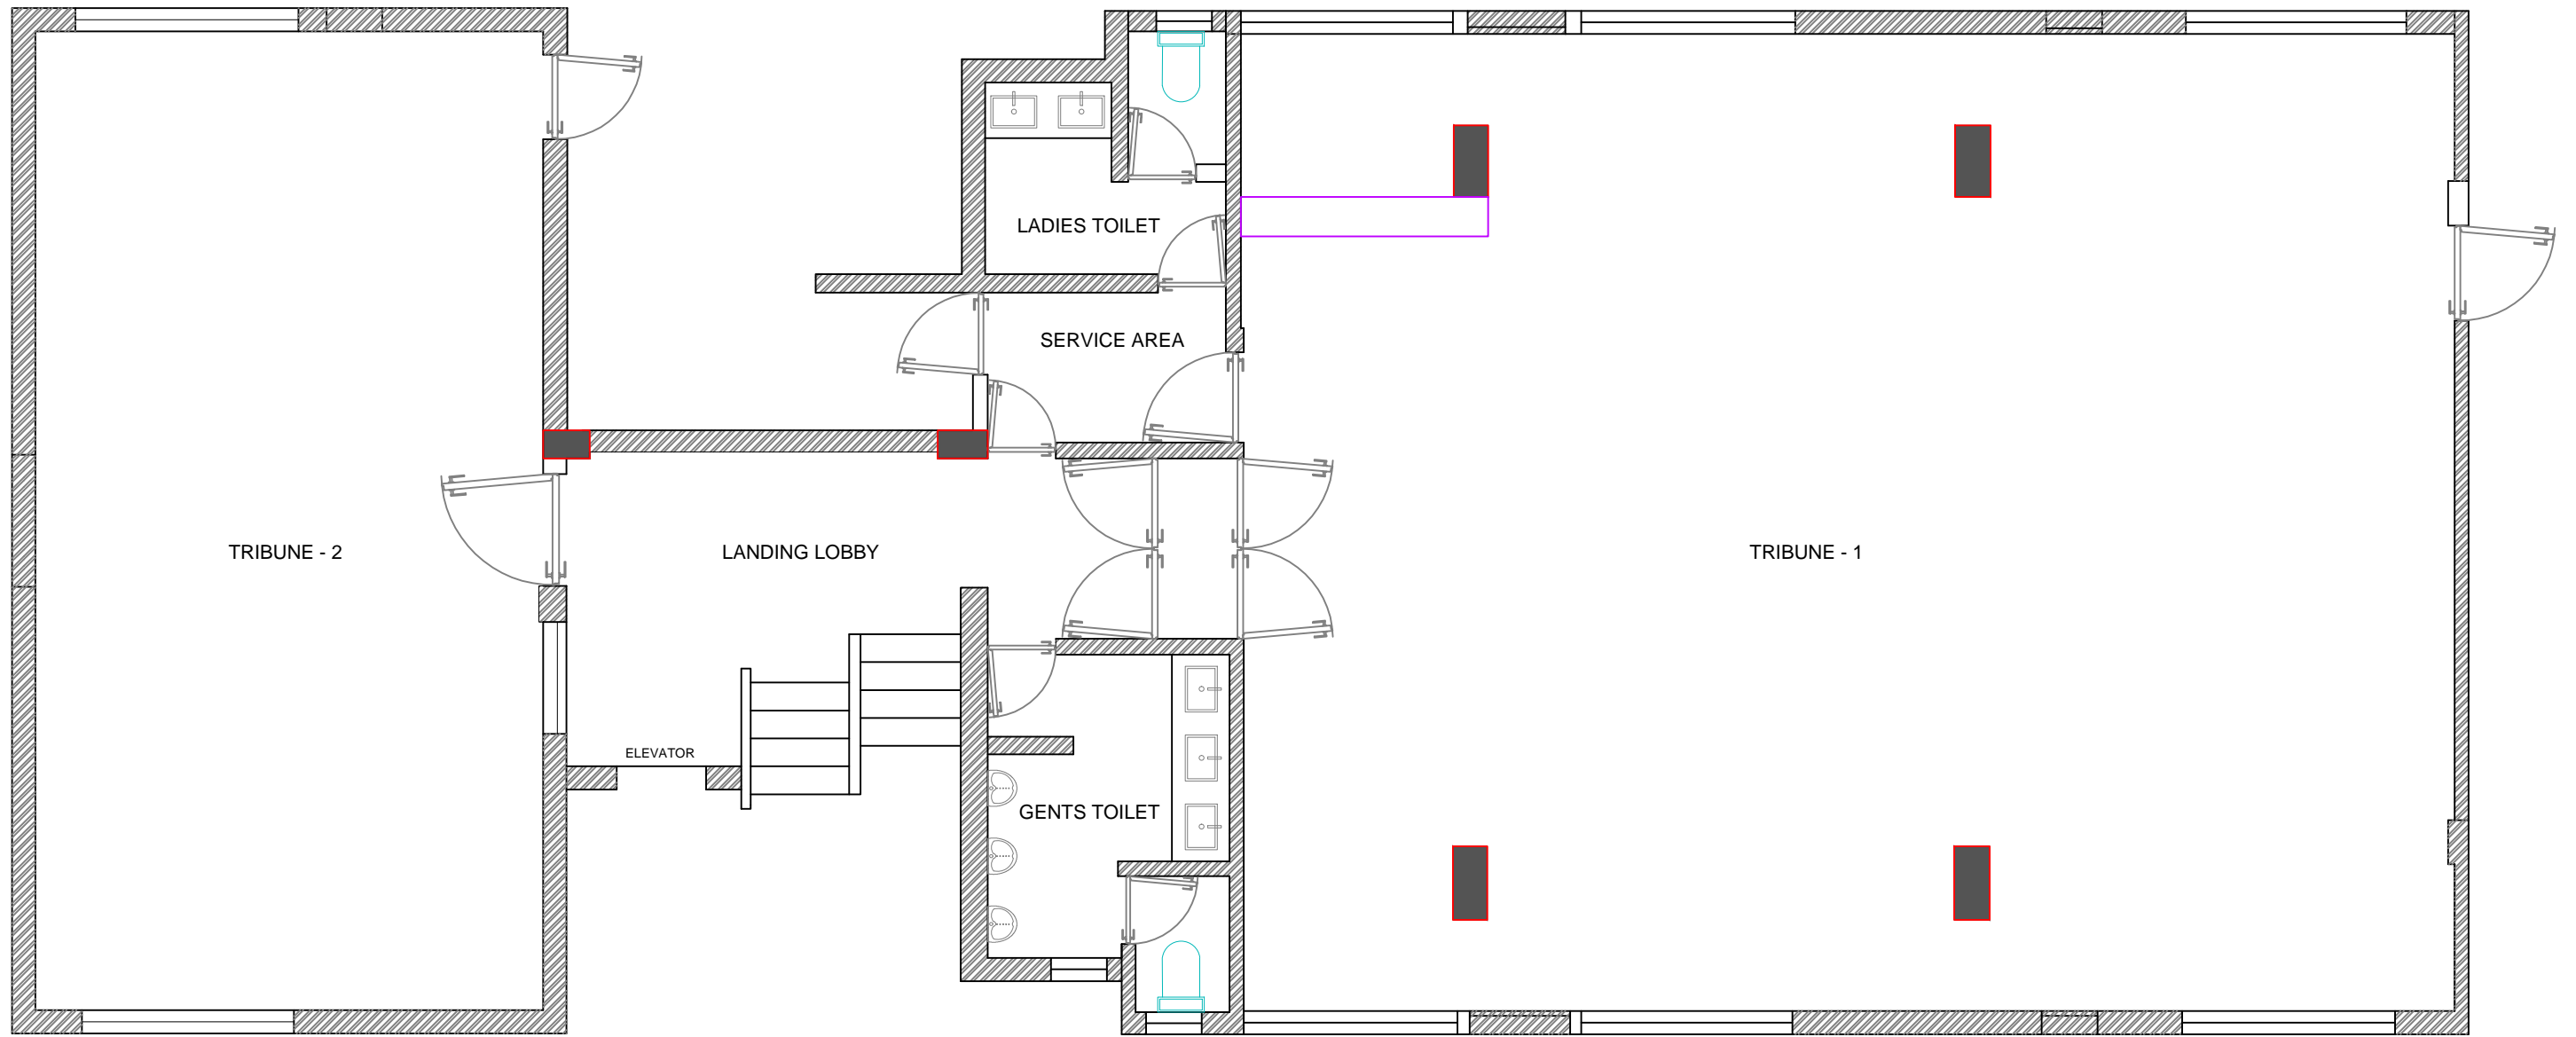 LADIES TOILET
SERVICE AREA
TRIBUNE - 2
LANDING LOBBY
TRIBUNE - 1
ELEVATOR
GENTS TOILET